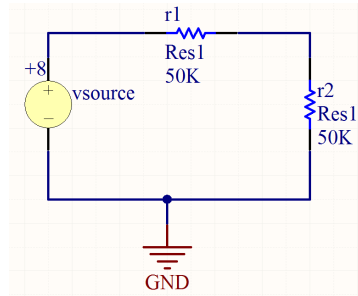 r1
Res1
50K
+8
vsource
r2
Res1
50K
GND